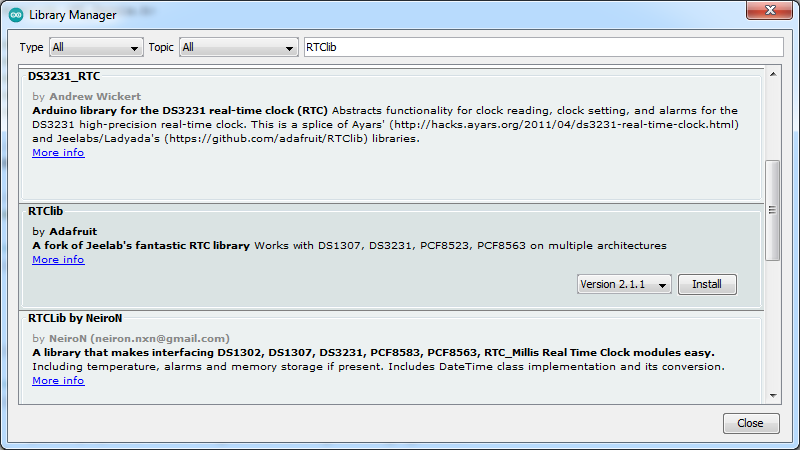 Library Manager
Type All Topic All RTClib
DS3231_RTC
by Andrew Wickert
Arduino library for the DS3231 real-time clock (RTC) Abstracts functionality for clock reading, clock setting, and alarms for the
DS3231 high-precision real-time clock. This is a splice of Ayars' (http://hacks.ayars.org/2011/04/ds3231-real-time-clock.html)
and Jeelabs/Ladyada's (https://github.com/adafruit/RTClib) libraries.
More info
RTClib
by Adafruit
A fork of Jeelab's fantastic RTC library Works with DS1307, DS3231, PCF8523, PCF8563 on multiple architectures
More info
Version 2.1.1 Install
RTCLib by NeiroN
by NeiroN (neiron.nxn@gmail.com)
A library that makes interfacing DS1302, DS1307, DS3231, PCF8583, PCF8563, RTC_Millis Real Time Clock modules easy.
Including temperature, alarms and memory storage if present. Includes DateTime class implementation and its conversion.
More info
Close